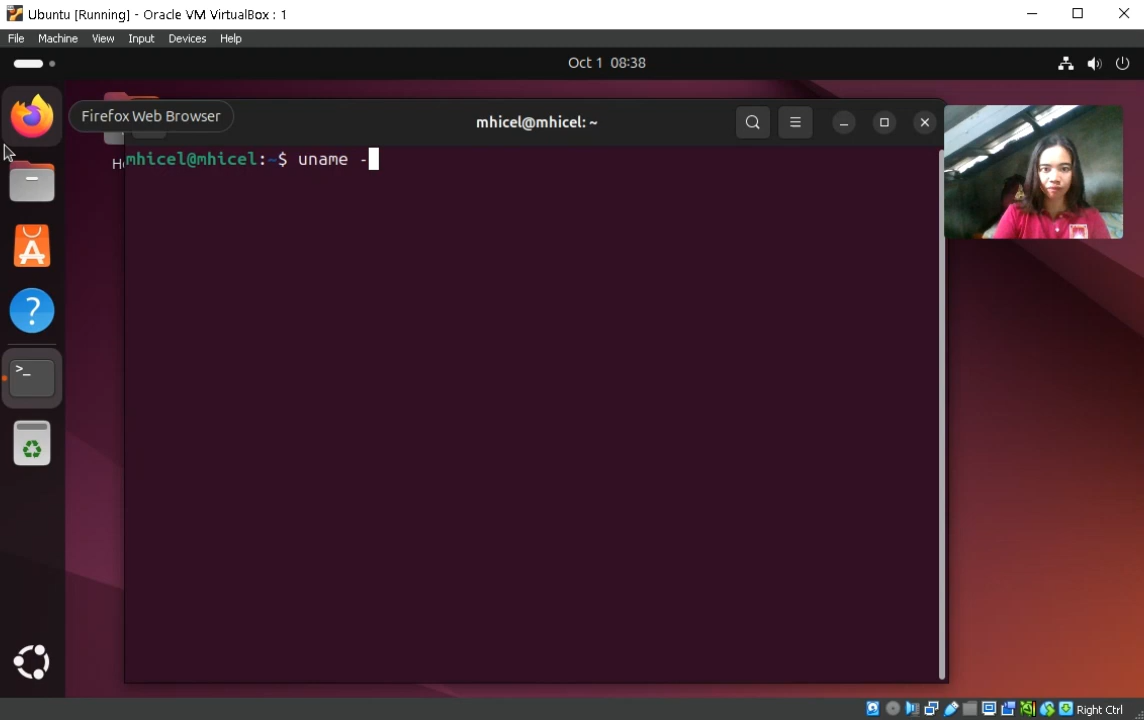 Ubuntu [Running] - Oracle VM VirtualBox : 1
File Machine View Input Devices Help
Oct 1 08:38
Firefox Web Browser
mhicel@mhicel: ~
mhicel@mhicel:~$ uname -
Right Ctrl